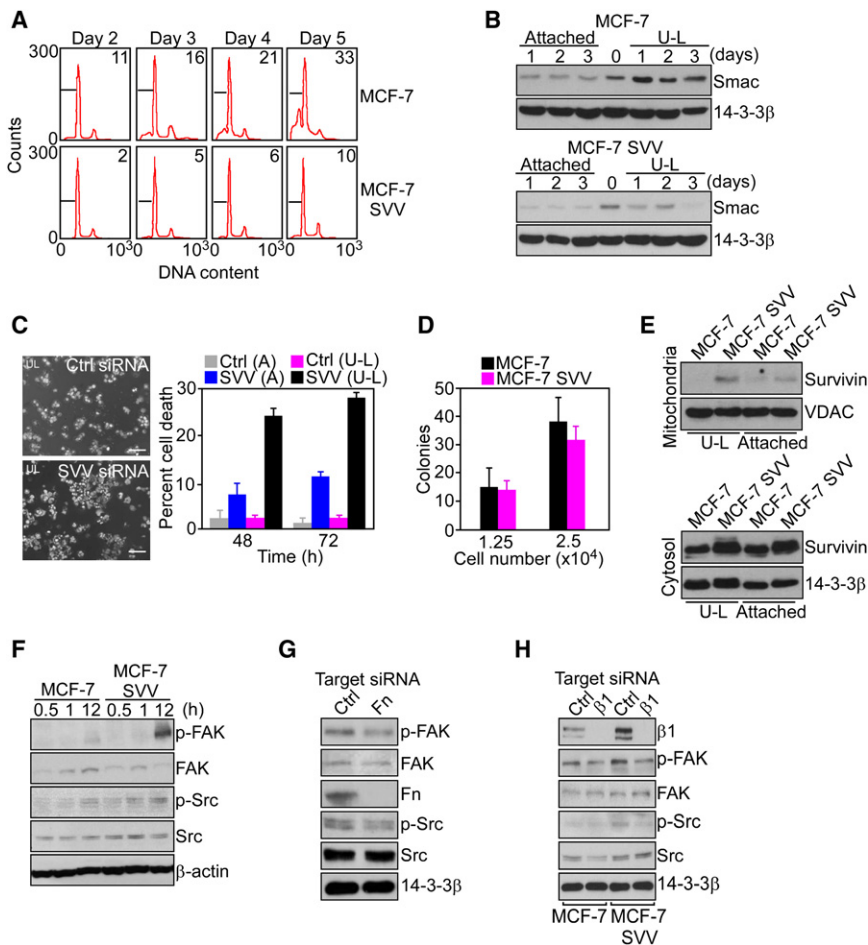 A
Day 2 Day 3 Day 4 Day 5
300
11 16 21 33
MCF-7
Counts
0
300
2 5 6 10
MCF-7
SVV
0
0 10³ 0 10³ 0 10³ 0 10³
DNA content
B
MCF-7
Attached U-L
1 2 3 0 1 2 3 (days)
Smac
14-3-3β
MCF-7 SVV
Attached U-L
1 2 3 0 1 2 3 (days)
Smac
14-3-3β
C
UL Ctrl siRNA
UL SVV siRNA
Ctrl (A) Ctrl (U-L)
SVV (A) SVV (U-L)
Percent cell death
30
20
10
0
48 72
Time (h)
D
MCF-7
MCF-7 SVV
Colonies
50
40
30
20
10
0
1.25 2.5
Cell number (x10⁴)
E
MCF-7 MCF-7 SVV MCF-7 MCF-7 SVV
Mitochondria
Survivin
VDAC
U-L Attached
MCF-7 MCF-7 SVV MCF-7 MCF-7 SVV
Cytosol
Survivin
14-3-3β
U-L Attached
F
MCF-7 MCF-7
SVV
0.5 1 12 0.5 1 12 (h)
p-FAK
FAK
p-Src
Src
β-actin
G
Target siRNA
Ctrl Fn
p-FAK
FAK
Fn
p-Src
Src
14-3-3β
H
Target siRNA
Ctrl β1 Ctrl β1
β1
p-FAK
FAK
p-Src
Src
14-3-3β
MCF-7 MCF-7
SVV